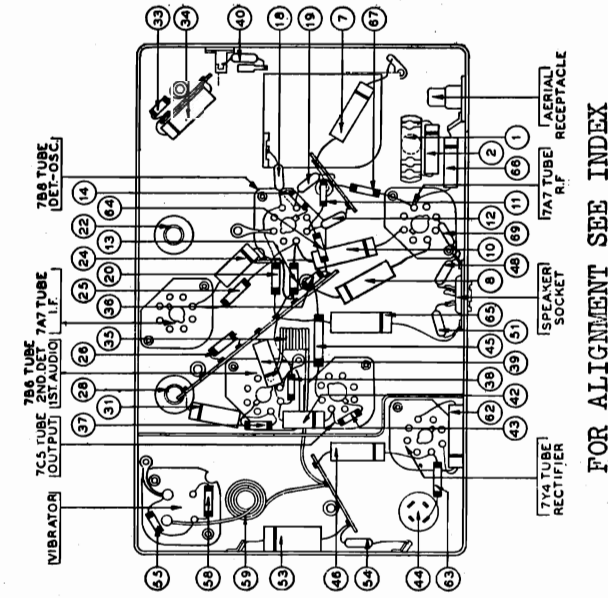 VIBRATOR
7C5 TUBE
OUTPUT
7B6 TUBE
2ND. DET
1ST. AUDIO
7A7 TUBE
I.F.
7B8 TUBE
DET-OSC.
55
58
59
53
46
54
44
63
37
31
28
26
35
36
25
20
24
13
22
64
14
33
34
40
18
19
7
67
62
43
42
38
39
45
51
65
8
48
69
10
12
11
66
2
1
7Y4 TUBE
RECTIFIER
SPEAKER
SOCKET
7A7 TUBE
R.F
AERIAL
RECEPTACLE
FOR ALIGNMENT SEE INDEX